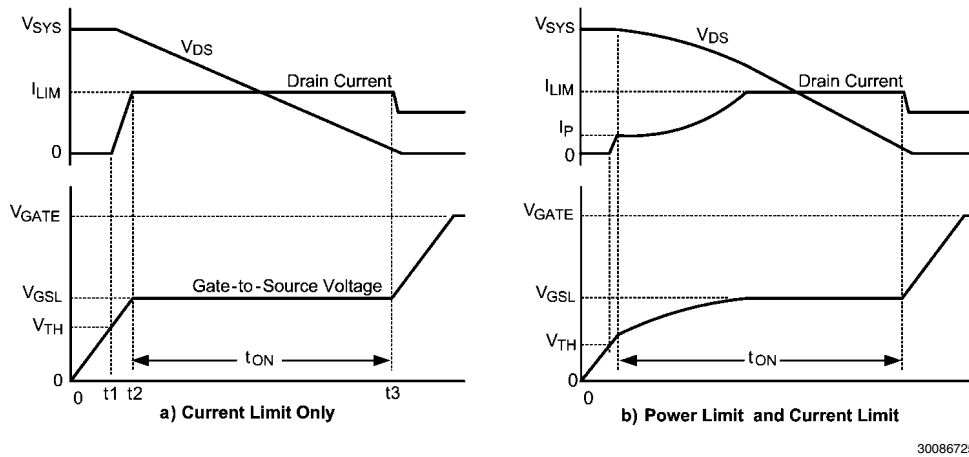 VSYS
VDS
Drain Current
ILIM
0
VGATE
VGSL
Gate-to-Source Voltage
VTH
tON
0
0 t1 t2 t3
a) Current Limit Only
VSYS
VDS
Drain Current
ILIM
IP
0
VGATE
VGSL
VTH
tON
0
0
b) Power Limit and Current Limit
30086725